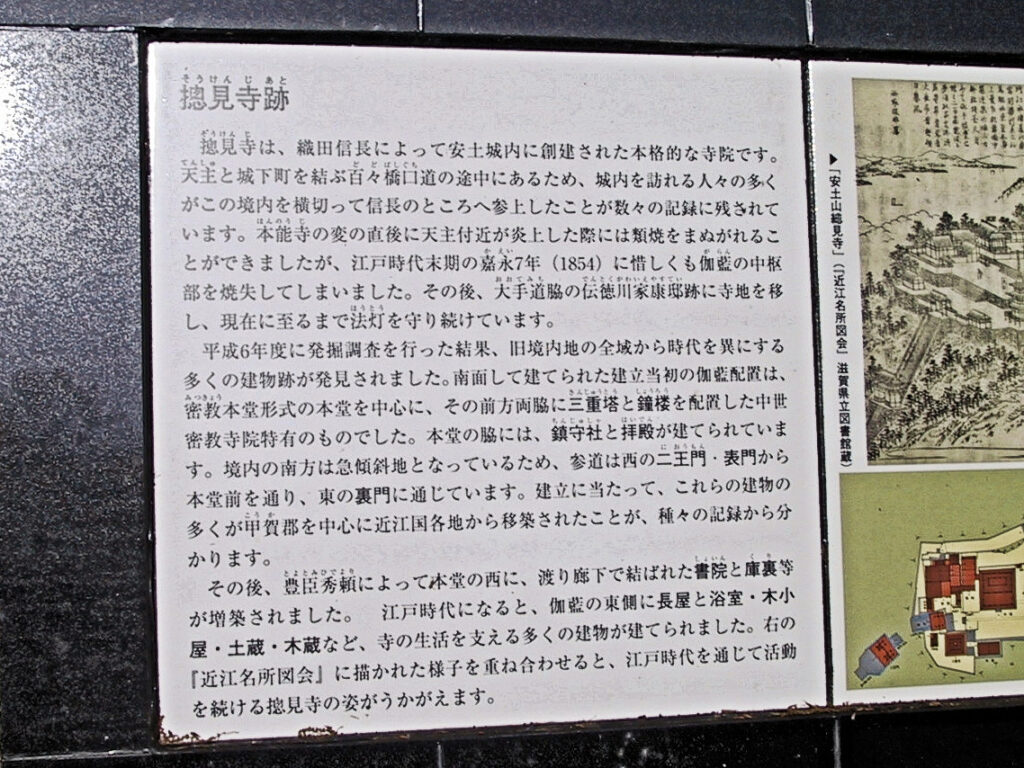 摠見寺跡
摠見寺は、織田信長によって安土城内に創建された本格的な寺院です。
天主と城下町を結ぶ百々橋口道の途中にあるため、城内を訪れる人々の多く
がこの境内を横切って信長のところへ参上したことが数々の記録に残されて
います。本能寺の変の直後に天主付近が炎上した際には類焼をまぬがれるこ
とができましたが、江戸時代末期の嘉永7年（1854）に惜しくも伽藍の中枢
部を焼失してしまいました。その後、大手道脇の伝徳川家康邸跡に寺地を移
し、現在に至るまで法灯を守り続けています。
平成6年度に発掘調査を行った結果、旧境内地の全域から時代を異にする
多くの建物跡が発見されました。南面して建てられた建立当初の伽藍配置は、
密教本堂形式の本堂を中心に、その前方両脇に三重塔と鐘楼を配置した中世
密教寺院特有のものでした。本堂の脇には、鎮守社と拝殿が建てられていま
す。境内の南方は急傾斜地となっているため、参道は西の二王門・表門から
本堂前を通り、東の裏門に通じています。建立に当たって、これらの建物の
多くが甲賀郡を中心に近江国各地から移築されたことが、種々の記録から分
かります。
その後、豊臣秀頼によって本堂の西に、渡り廊下で結ばれた書院と庫裏等
が増築されました。　江戸時代になると、伽藍の東側に長屋と浴室・木小
屋・土蔵・木蔵など、寺の生活を支える多くの建物が建てられました。右の
『近江名所図会』に描かれた様子を重ね合わせると、江戸時代を通じて活動
を続ける摠見寺の姿がうかがえます。
▶「安土山總見寺」（『近江名所図会』滋賀県立図書館蔵）